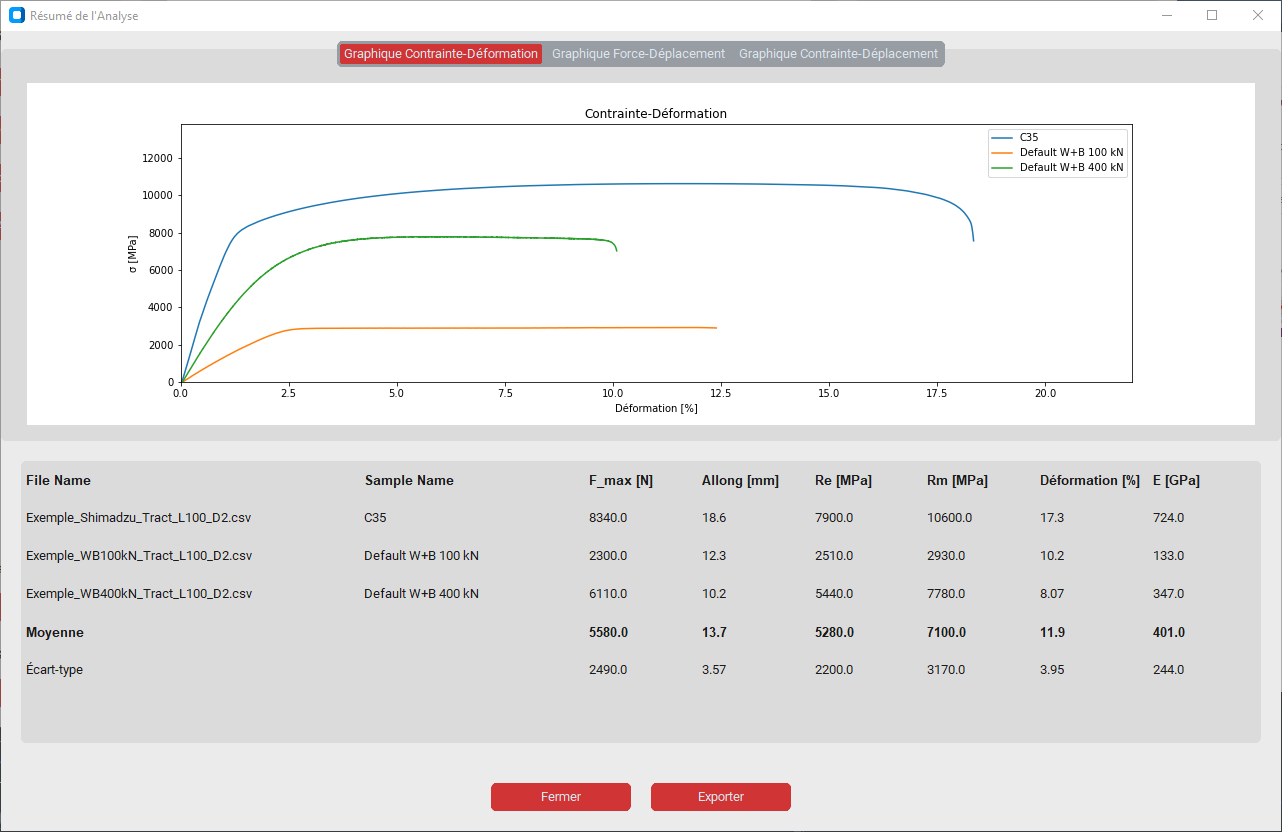 Résumé de l'Analyse
Graphique Contrainte-Déformation Graphique Force-Déplacement Graphique Contrainte-Déplacement
Contrainte-Déformation
C35
Default W+B 100 kN
Default W+B 400 kN
12000
10000
8000
6000
4000
2000
0
σ [MPa]
0.0 2.5 5.0 7.5 10.0 12.5 15.0 17.5 20.0
Déformation [%]
File Name Sample Name F_max [N] Allong [mm] Re [MPa] Rm [MPa] Déformation [%] E [GPa]
Exemple_Shimadzu_Tract_L100_D2.csv C35 8340.0 18.6 7900.0 10600.0 17.3 724.0
Exemple_WB100kN_Tract_L100_D2.csv Default W+B 100 kN 2300.0 12.3 2510.0 2930.0 10.2 133.0
Exemple_WB400kN_Tract_L100_D2.csv Default W+B 400 kN 6110.0 10.2 5440.0 7780.0 8.07 347.0
Moyenne 5580.0 13.7 5280.0 7100.0 11.9 401.0
Écart-type 2490.0 3.57 2200.0 3170.0 3.95 244.0
Fermer Exporter